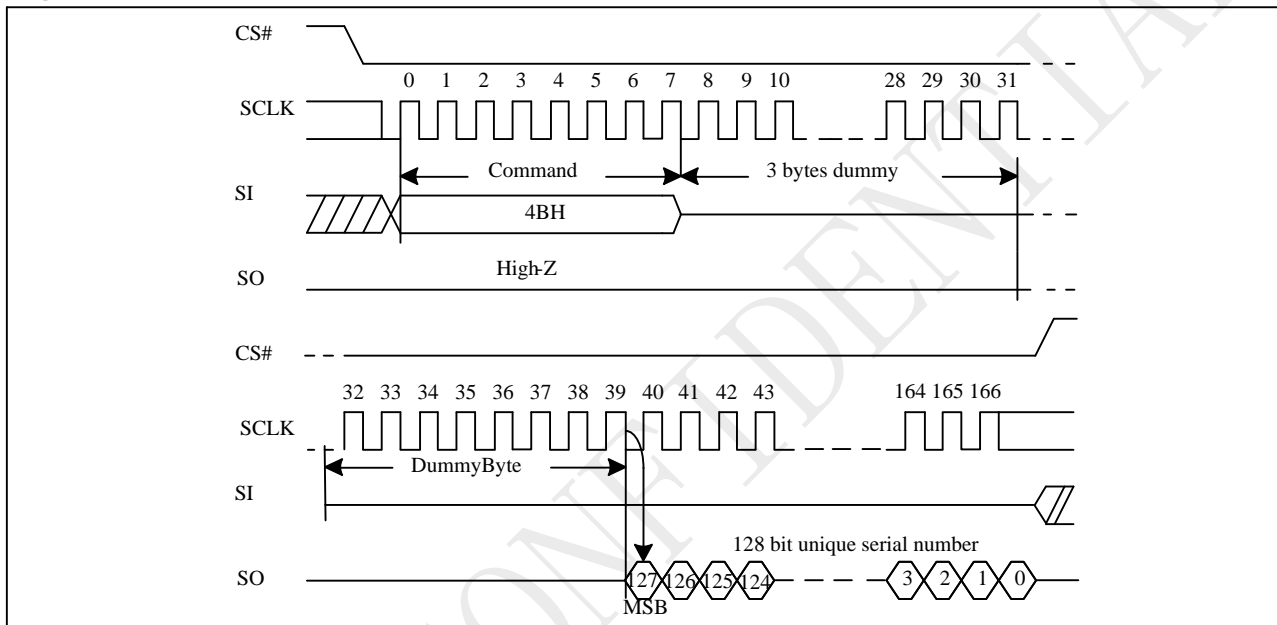 CS#
0 1 2 3 4 5 6 7 8 9 10 28 29 30 31
SCLK
Command 3 bytes dummy
SI
4BH
High-Z
SO
CS#
32 33 34 35 36 37 38 39 40 41 42 43 164 165 166
SCLK
DummyByte
SI
128 bit unique serial number
SO 127 126 125 124 3 2 1 0
MSB
CONFIDENTIAL